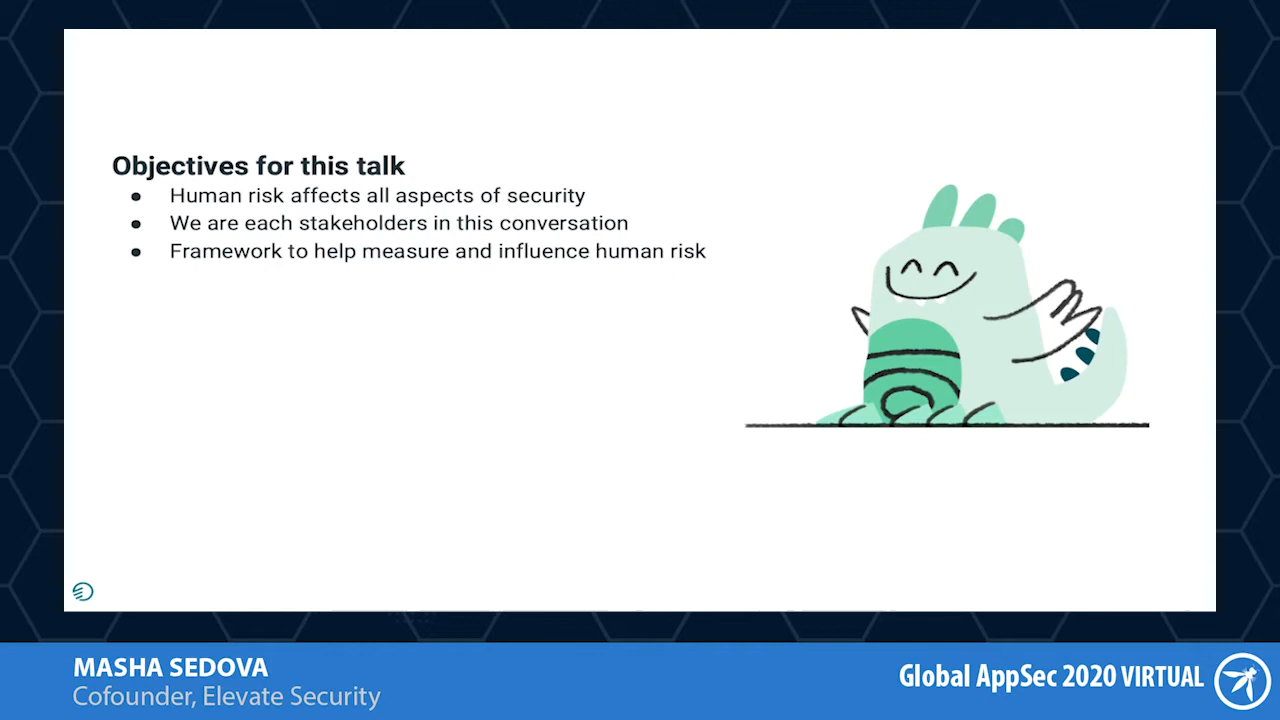 Objectives for this talk
● Human risk affects all aspects of security
● We are each stakeholders in this conversation
● Framework to help measure and influence human risk
MASHA SEDOVA
Cofounder, Elevate Security
Global AppSec 2020 VIRTUAL